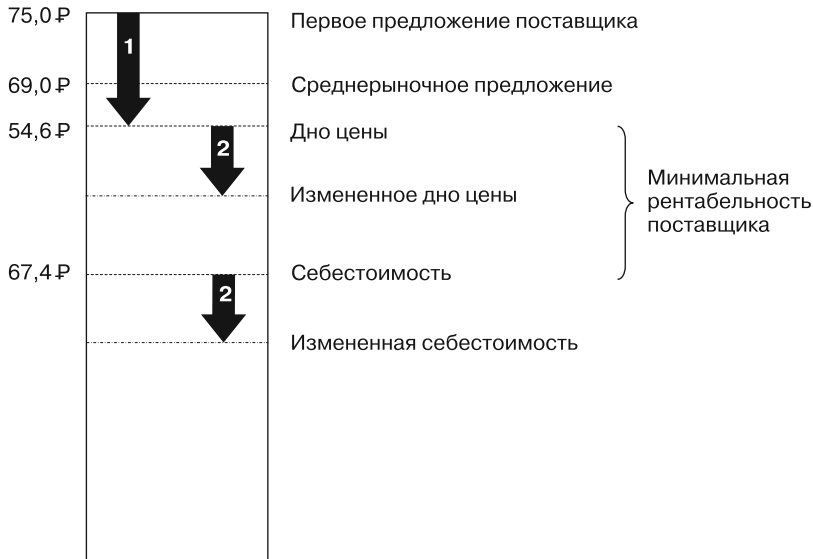 75,0 ₽ Первое предложение поставщика
1
69,0 ₽ Среднерыночное предложение
54,6 ₽ Дно цены
2
Измененное дно цены
Минимальная
рентабельность
поставщика
67,4 ₽ Себестоимость
2
Измененная себестоимость